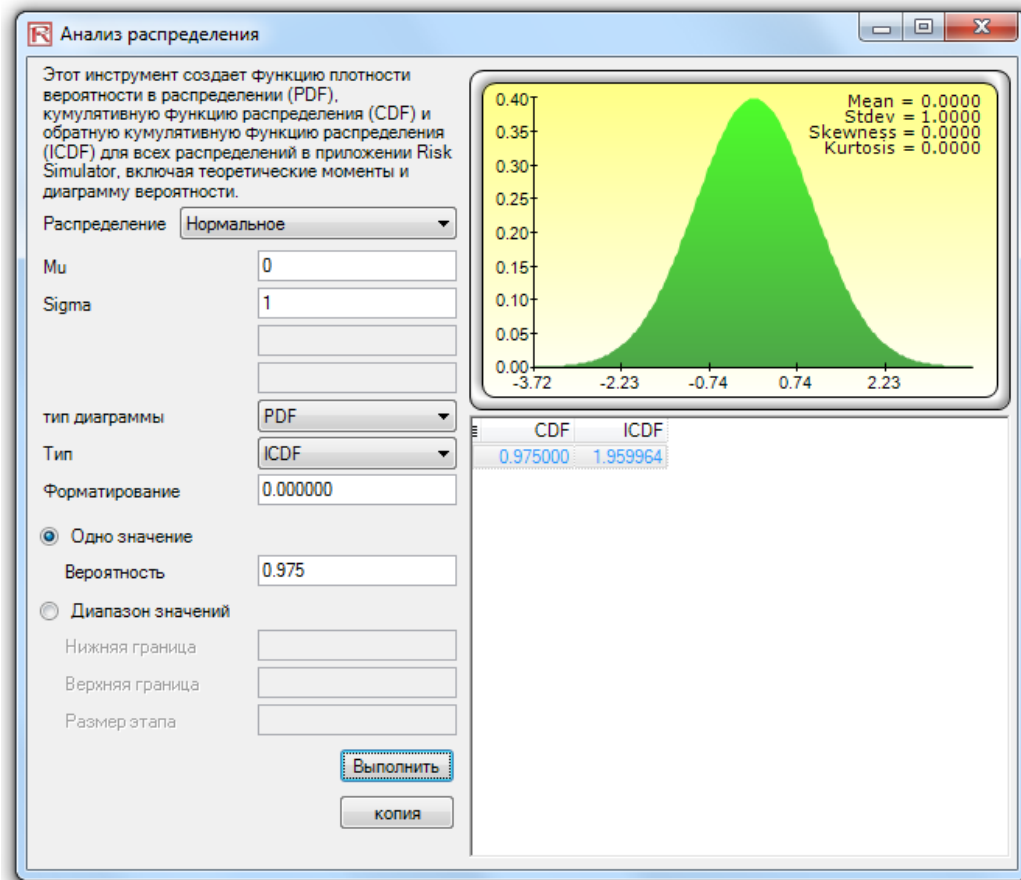 Анализ распределения
Этот инструмент создает функцию плотности
вероятности в распределении (PDF),
кумулятивную функцию распределения (CDF) и
обратную кумулятивную функцию распределения
(ICDF) для всех распределений в приложении Risk
Simulator, включая теоретические моменты и
диаграмму вероятности.
Распределение Нормальное
Mu 0
Sigma 1
тип диаграммы PDF
Тип ICDF
Форматирование 0.000000
Одно значение
Вероятность 0.975
Диапазон значений
Нижняя граница
Верхняя граница
Размер этапа
Выполнить
копия
Mean = 0.0000
Stdev = 1.0000
Skewness = 0.0000
Kurtosis = 0.0000
0.40
0.35
0.30
0.25
0.20
0.15
0.10
0.05
0.00
-3.72 -2.23 -0.74 0.74 2.23
CDF ICDF
0.975000 1.959964